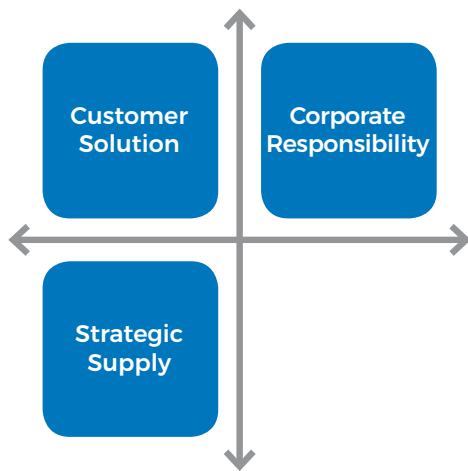 Customer
Solution
Corporate
Responsibility
Strategic
Supply